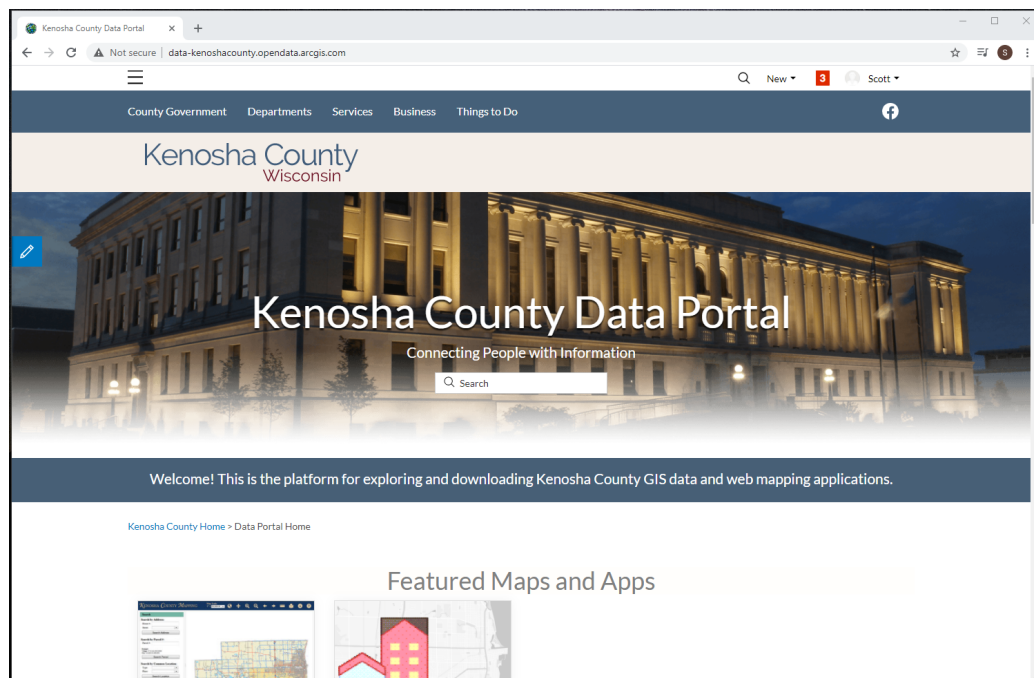 Kenosha County Data Portal
Not secure | data-kenoshacounty.opendata.arcgis.com
S
New
3
Scott
County Government Departments Services Business Things to Do
Kenosha County
Wisconsin
Kenosha County Data Portal
Connecting People with Information
Search
Welcome! This is the platform for exploring and downloading Kenosha County GIS data and web mapping applications.
Kenosha County Home > Data Portal Home
Featured Maps and Apps
Kenosha County Mapping